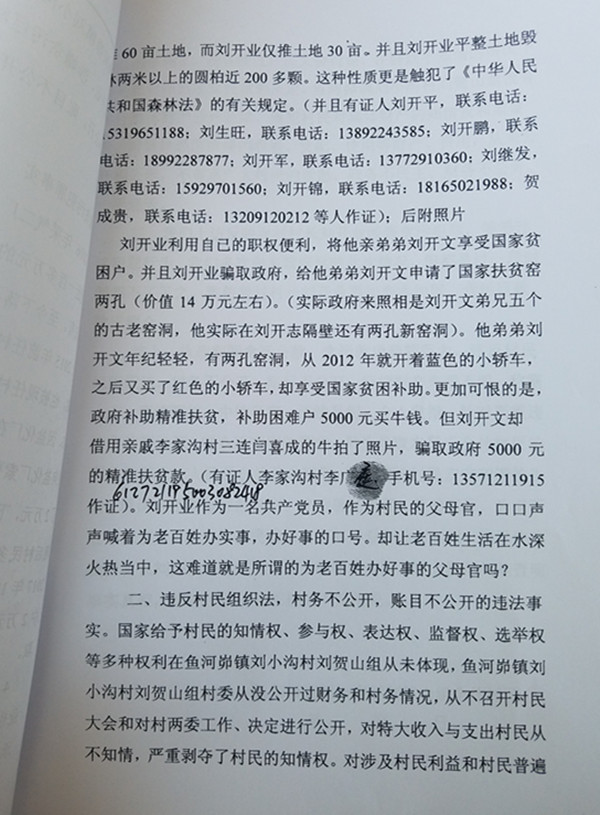 推 60 亩土地，而刘开业仅推土地 30 亩。并且刘开业平整土地毁
林两米以上的圆柏近 200 多颗。这种性质更是触犯了《中华人民
共和国森林法》的有关规定。（并且有证人刘开平，联系电话：
15319651188；刘生旺，联系电话：13892243585；刘开鹏，联系
电话：18992287877；刘开军，联系电话：13772910360；刘继发，
联系电话：15929701560；刘开锦，联系电话：18165021988；贺
成贵，联系电话：13209120212 等人作证）；后附照片
刘开业利用自己的职权便利，将他亲弟弟刘开文享受国家贫
困户。并且刘开业骗取政府，给他弟弟刘开文申请了国家扶贫窑
两孔（价值 14 万元左右）。（实际政府来照相是刘开文弟兄五个
的古老窑洞，他实际在刘开志隔壁还有两孔新窑洞）。他弟弟刘
开文年纪轻轻，有两孔窑洞，从 2012 年就开着蓝色的小轿车，
之后又买了红色的小轿车，却享受国家贫困补助。更加可恨的是，
政府补助精准扶贫，补助困难户 5000 元买牛钱。但刘开文却
借用亲戚李家沟村三连闫喜成的牛拍了照片，骗取政府 5000 元
的精准扶贫款。（有证人李家沟村李广 手机号：13571211915
612721195003082418
作证）。刘开业作为一名共产党员，作为村民的父母官，口口声
声喊着为老百姓办实事，办好事的口号。却让老百姓生活在水深
火热当中，这难道就是所谓的为老百姓办好事的父母官吗？
二、违反村民组织法，村务不公开，账目不公开的违法事
实。国家给予村民的知情权、参与权、表达权、监督权、选举权
等多种权利在鱼河峁镇刘小沟村刘贺山组从未体现，鱼河峁镇刘
小沟村刘贺山组村委从没公开过财务和村务情况，从不召开村民
大会和对村两委工作、决定进行公开，对特大收入与支出村民从
不知情，严重剥夺了村民的知情权。对涉及村民利益和村民普遍